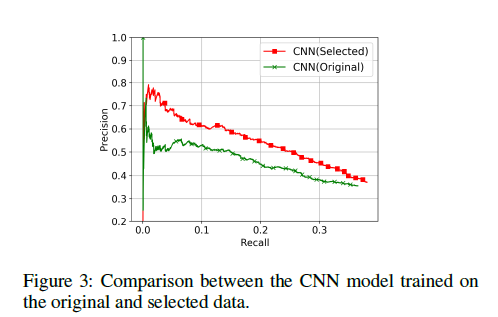 1.0
0.9
0.8
0.7
0.6
0.5
0.4
0.3
0.2
Precision
CNN(Selected)
CNN(Original)
0.0 0.1 0.2 0.3
Recall
Figure 3: Comparison between the CNN model trained on
the original and selected data.